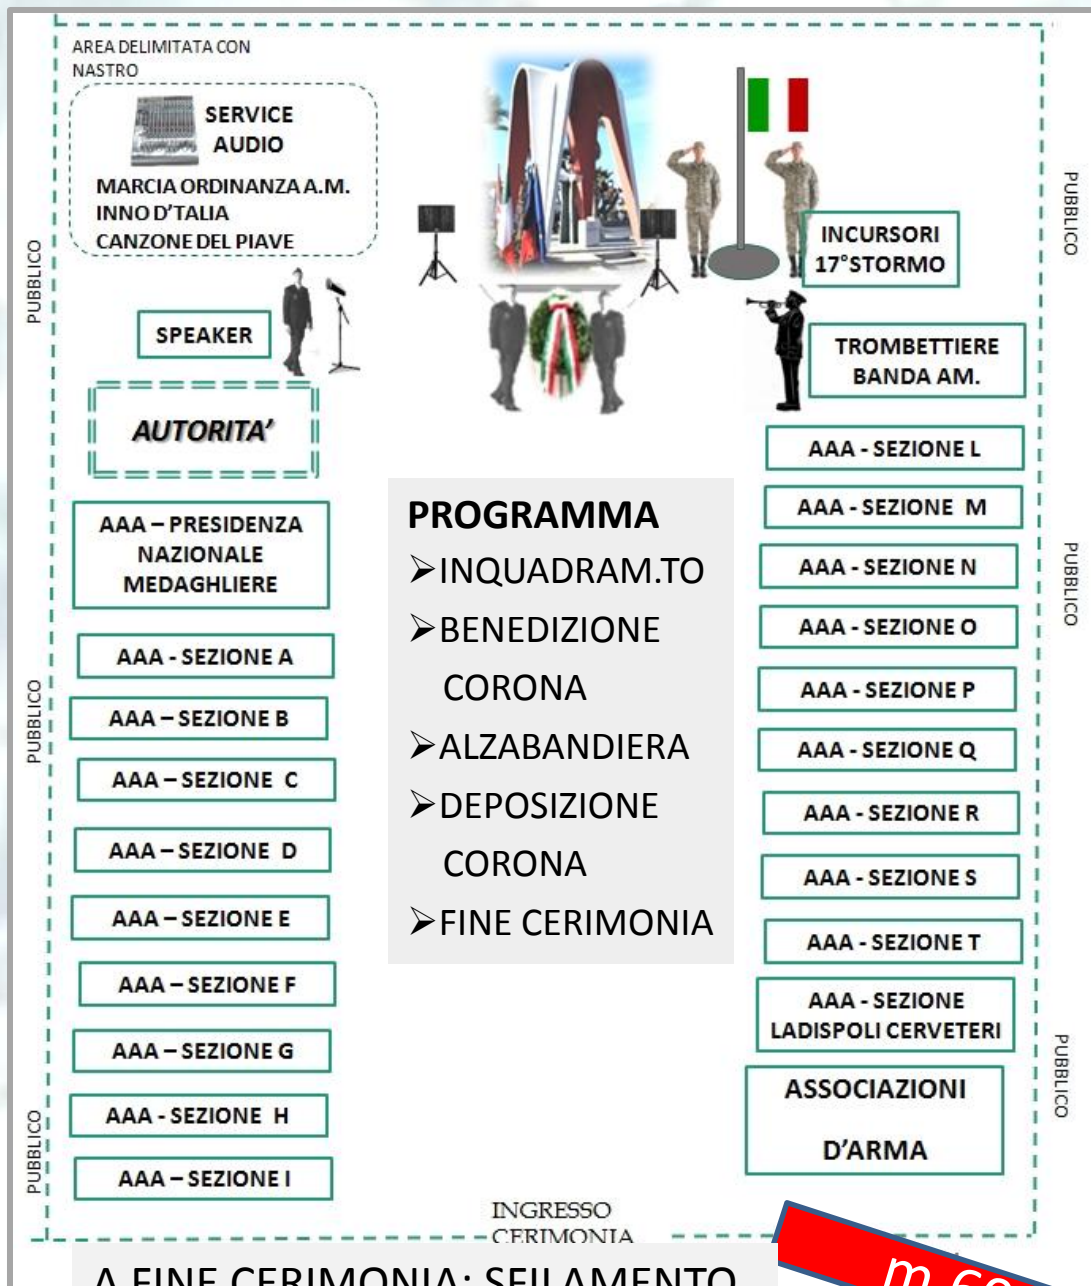 AREA DELIMITATA CON
NASTRO
SERVICE
AUDIO
MARCIA ORDINANZA A.M.
INNO D'TALIA
CANZONE DEL PIAVE
PUBBLICO
SPEAKER
AUTORITA'
AAA – PRESIDENZA
NAZIONALE
MEDAGHLIERE
AAA - SEZIONE A
AAA – SEZIONE B
PUBBLICO
AAA – SEZIONE C
AAA – SEZIONE D
AAA – SEZIONE E
AAA – SEZIONE F
AAA – SEZIONE G
AAA - SEZIONE H
PUBBLICO
AAA – SEZIONE I
PROGRAMMA
➢INQUADRAM.TO
➢BENEDIZIONE
CORONA
➢ALZABANDIERA
➢DEPOSIZIONE
CORONA
➢FINE CERIMONIA
INCURSORI
17°STORMO
PUBBLICO
TROMBETTIERE
BANDA AM.
AAA - SEZIONE L
AAA - SEZIONE M
AAA - SEZIONE N
PUBBLICO
AAA - SEZIONE O
AAA - SEZIONE P
AAA - SEZIONE Q
AAA - SEZIONE R
AAA - SEZIONE S
AAA - SEZIONE T
AAA - SEZIONE
LADISPOLI CERVETERI
PUBBLICO
ASSOCIAZIONI
D'ARMA
INGRESSO
CERIMONIA
A FINE CERIMONIA: SFILAMENTO